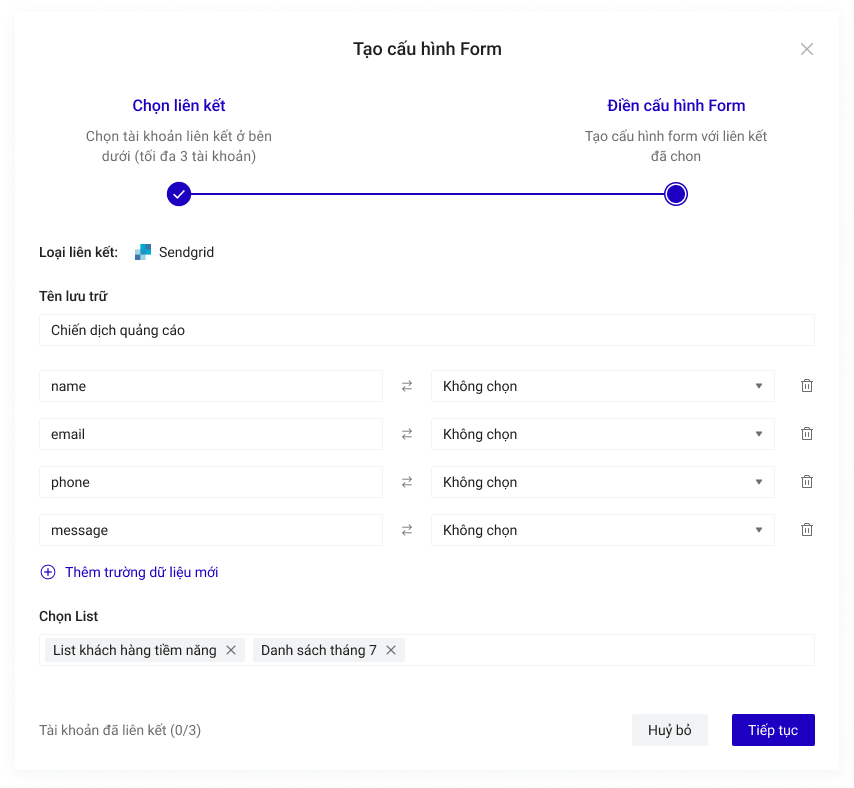 Tạo cấu hình Form
Chọn liên kết
Chọn tài khoản liên kết ở bên
dưới (tối đa 3 tài khoản)
Điền cấu hình Form
Tạo cấu hình form với liên kết
đã chon
Loại liên kết: Sendgrid
Tên lưu trữ
Chiến dịch quảng cáo
name Không chọn
email Không chọn
phone Không chọn
message Không chọn
Thêm trường dữ liệu mới
Chọn List
List khách hàng tiềm năng Danh sách tháng 7
Tài khoản đã liên kết (0/3) Huỷ bỏ Tiếp tục